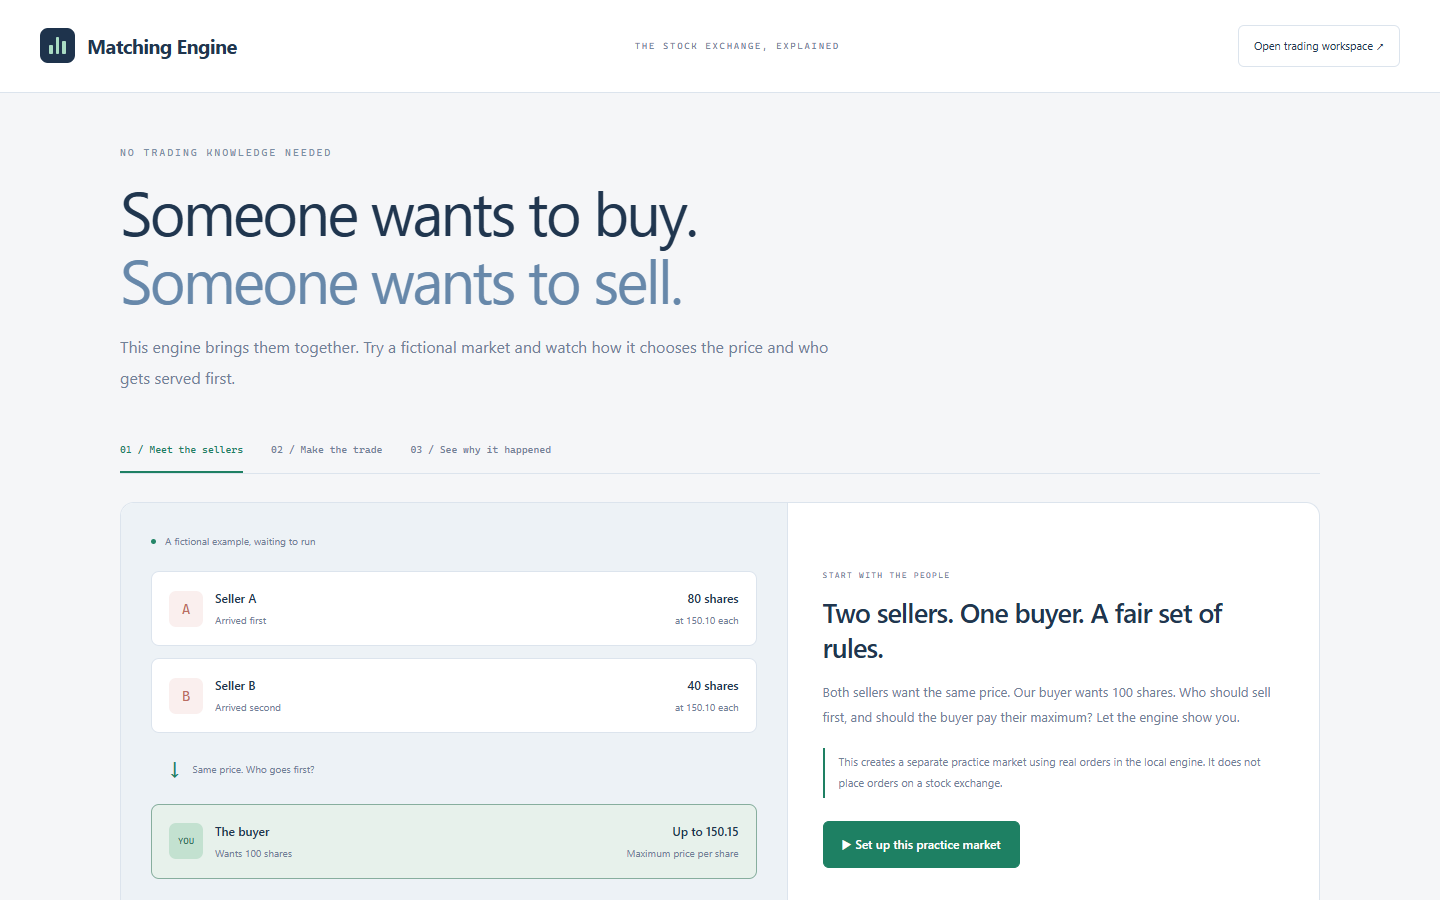 Matching Engine
THE STOCK EXCHANGE, EXPLAINED
Open trading workspace ↗
NO TRADING KNOWLEDGE NEEDED
Someone wants to buy.
Someone wants to sell.
This engine brings them together. Try a fictional market and watch how it chooses the price and who
gets served first.
01 / Meet the sellers
02 / Make the trade
03 / See why it happened
A fictional example, waiting to run
A
Seller A
Arrived first
80 shares
at 150.10 each
B
Seller B
Arrived second
40 shares
at 150.10 each
↓ Same price. Who goes first?
YOU
The buyer
Wants 100 shares
Up to 150.15
Maximum price per share
START WITH THE PEOPLE
Two sellers. One buyer. A fair set of
rules.
Both sellers want the same price. Our buyer wants 100 shares. Who should sell
first, and should the buyer pay their maximum? Let the engine show you.
This creates a separate practice market using real orders in the local engine. It does not
place orders on a stock exchange.
▶ Set up this practice market